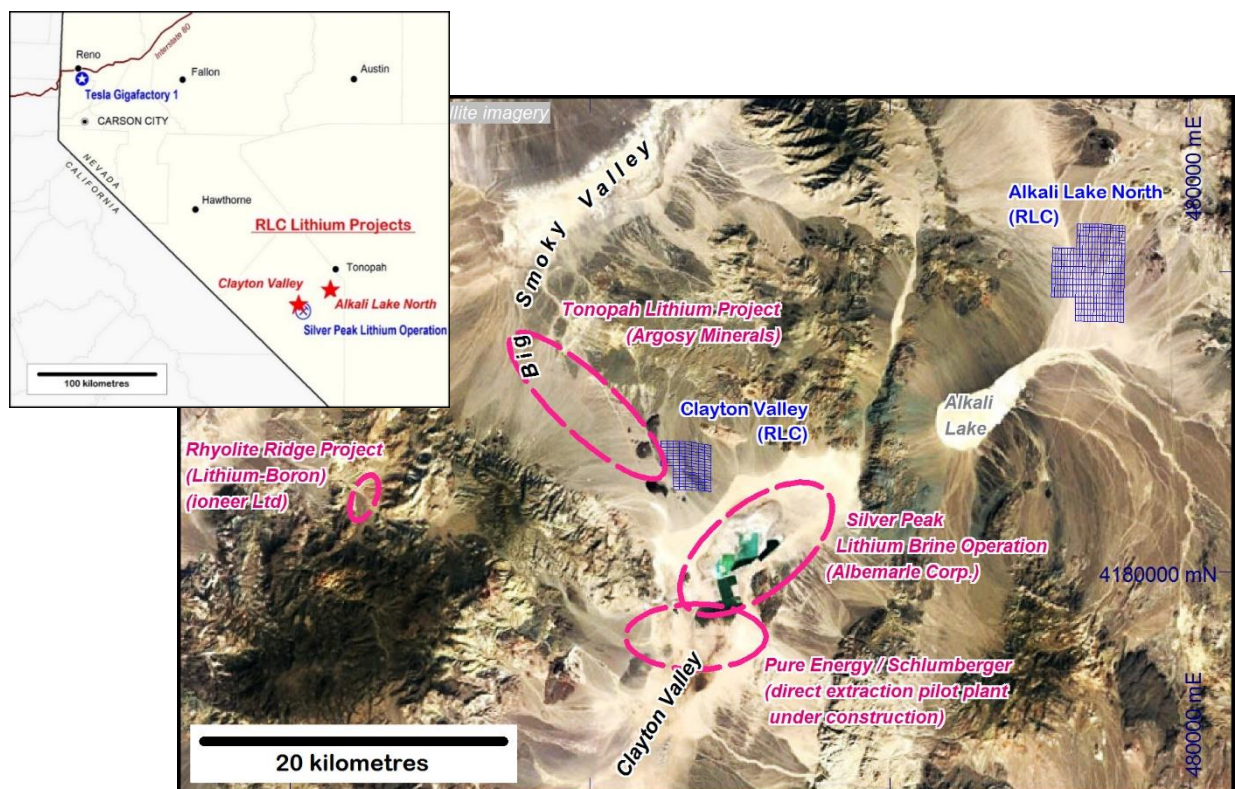 Interstate 80
Reno
Fallon
Austin
Tesla Gigafactory 1
CARSON CITY
NEVADA
CALIFORNIA
Hawthorne
RLC Lithium Projects
Tonopah
Clayton Valley
Alkali Lake North
Silver Peak Lithium Operation
100 kilometres
imagery
480000 mE
Big Smoky Valley
Alkali Lake North
(RLC)
Tonopah Lithium Project
(Argosy Minerals)
Clayton Valley
(RLC)
Alkali
Lake
Rhyolite Ridge Project
(Lithium-Boron)
(ioneer Ltd)
Silver Peak
Lithium Brine Operation
(Albemarle Corp.)
4180000 mN
Pure Energy / Schlumberger
(direct extraction pilot plant
under construction)
Clayton Valley
480000 mE
20 kilometres